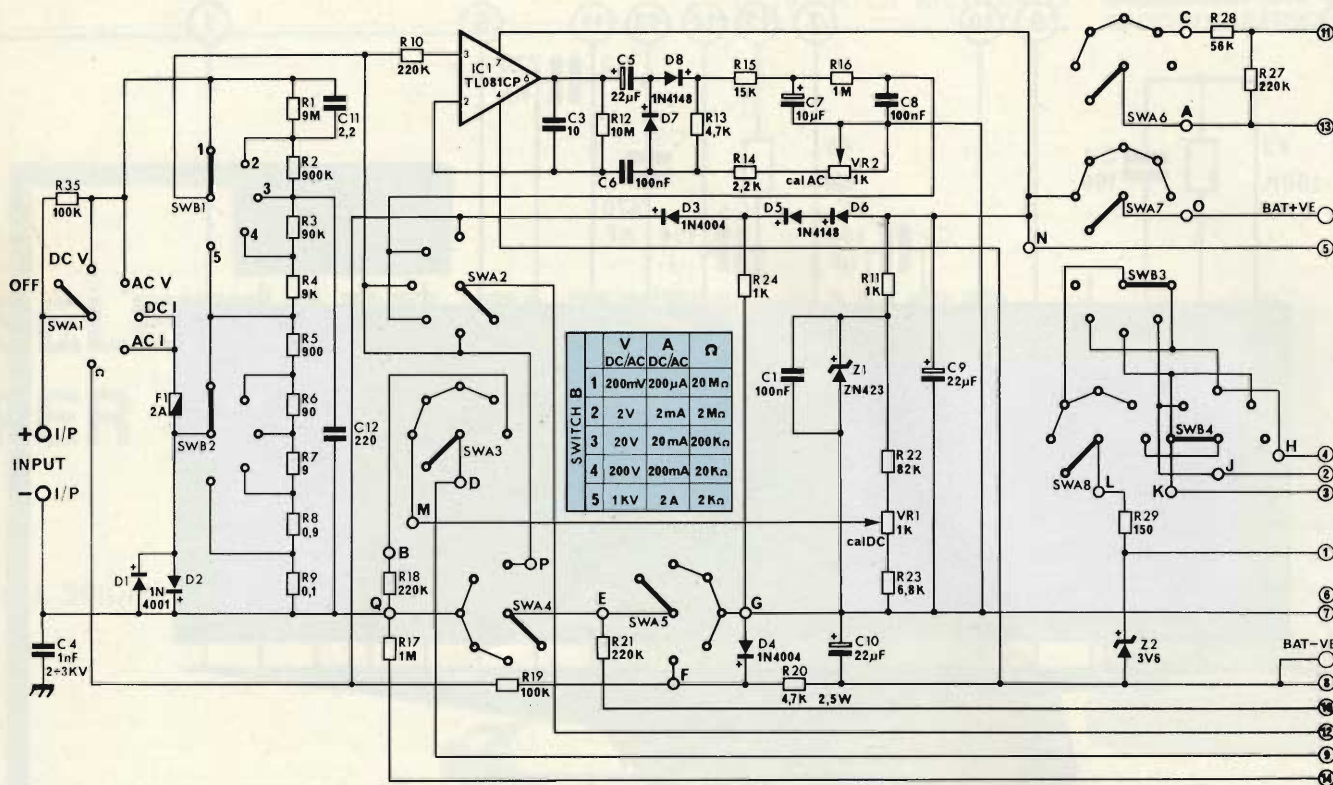 R10
220K
3
2
7
6
4
IC1
TL081CP
C5
22µF
D8
1N4148
D7
C3
10
R12
10M
C6
100nF
R13
4,7K
R15
15K
R14
2,2K
C7
10µF
R16
1M
C8
100nF
VR2
1K
calAC
C
R28
56K
R27
220K
11
SWA6
A
13
SWA7
O
BAT+VE
N
5
R35
100K
DC V
OFF
SWA1
AC V
DC I
AC I
Ω
F1
2A
+ I/P
INPUT
- I/P
1
2
3
4
5
SWB1
SWB2
R1
9M
C11
2,2
R2
900K
R3
90K
R4
9K
R5
900
R6
90
R7
9
R8
0,9
R9
0,1
C12
220
D1
D2
1N
4001
C4
1nF
2÷3KV
SWA2
SWA3
D
M
B
R18
220K
Q
R17
1M
P
SWA4
E
R21
220K
R19
100K
SWA5
F
G
D4
1N4004
R20
4,7K 2,5W
D3
1N4004
D5
D6
1N4148
R24
1K
R11
1K
C1
100nF
Z1
ZN423
C9
22µF
R22
82K
VR1
1K
calDC
R23
6,8K
C10
22µF
SWITCH B
V A Ω
DC/AC DC/AC
1 200mV 200µA 20MΩ
2 2V 2mA 2MΩ
3 20V 20mA 200KΩ
4 200V 200mA 20KΩ
5 1KV 2A 2KΩ
SWB3
SWB4
SWA8
H
4
J
2
K
3
L
R29
150
1
6
7
Z2
3V6
BAT-VE
8
12
9
14